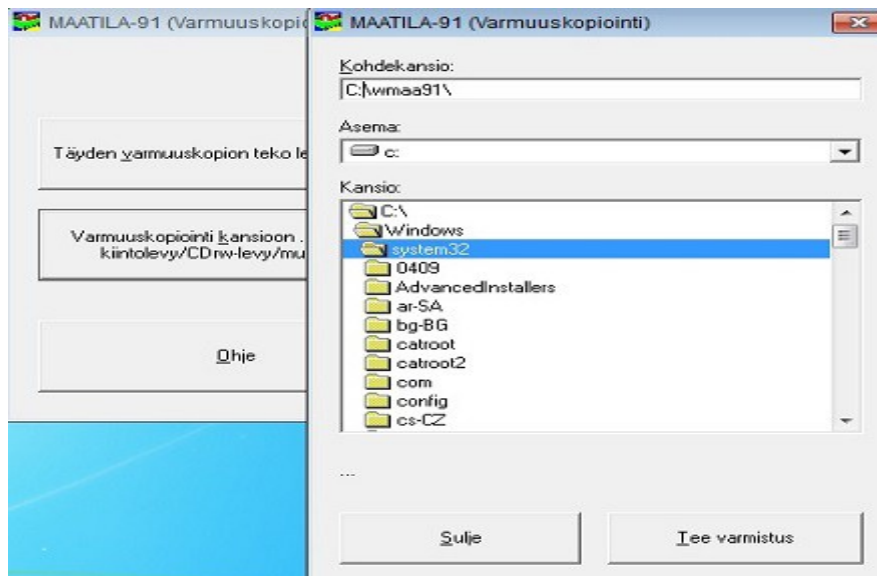 MAATILA-91 (Varmuuskopio
MAATILA-91 (Varmuuskopiointi)
Täyden varmuuskopion teko le
Varmuuskopiointi kansioon .
kiintolevy/CDrw-levy/mu
Ohje
Kohdekansio:
C:\wmaa91\
Asema:
c:
Kansio:
C:\
Windows
system32
0409
AdvancedInstallers
ar-SA
bg-BG
catroot
catroot2
com
config
cs-CZ
...
Sulje
Tee varmistus